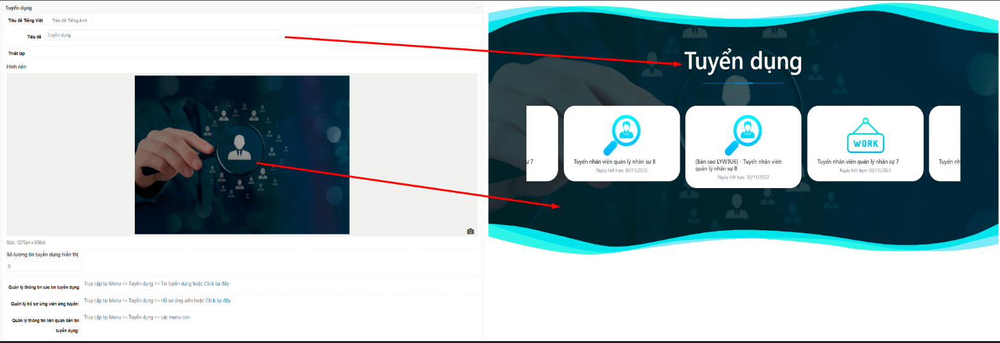 Tuyển dụng
Tiêu đề Tiếng Việt
Tiêu đề Tiếng Anh
Tiêu đề
Tuyển dụng
Thiết lập
Hình nền
Size: 1270px x 850px
Số lượng tin tuyển dụng hiển thị
6
Quản lý thông tin các tin tuyển dụng
Truy cập tại Menu => Tuyển dụng => Tin tuyển dụng hoặc Click tại đây
Quản lý hồ sơ ứng viên ứng tuyển:
Truy cập tại Menu => Tuyển dụng => Hồ sơ ứng viên hoặc Click tại đây
Quản lý thông tin liên quan đến tin
tuyển dụng:
Truy cập tại Menu => Tuyển dụng => các menu con
Tuyển dụng
ự 7
Tuyển nhân viên quản lý nhân sự 8
Ngày hết hạn: 30/11/2022
[Bản sao LYW3U6] - Tuyển nhân viên
quản lý nhân sự 8
Ngày hết hạn: 30/11/2022
WORK
Tuyển nhân viên quản lý nhân sự 7
Ngày hết hạn: 30/11/2022
Tuyển nh